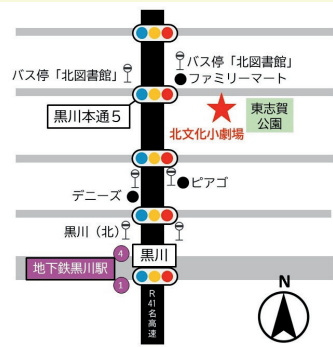 バス停「北図書館」
バス停「北図書館」
ファミリーマート
黒川本通5
北文化小劇場
東志賀
公園
ピアゴ
デニーズ
黒川（北）
黒川
4
地下鉄黒川駅
1
R
41
名
高
速
N